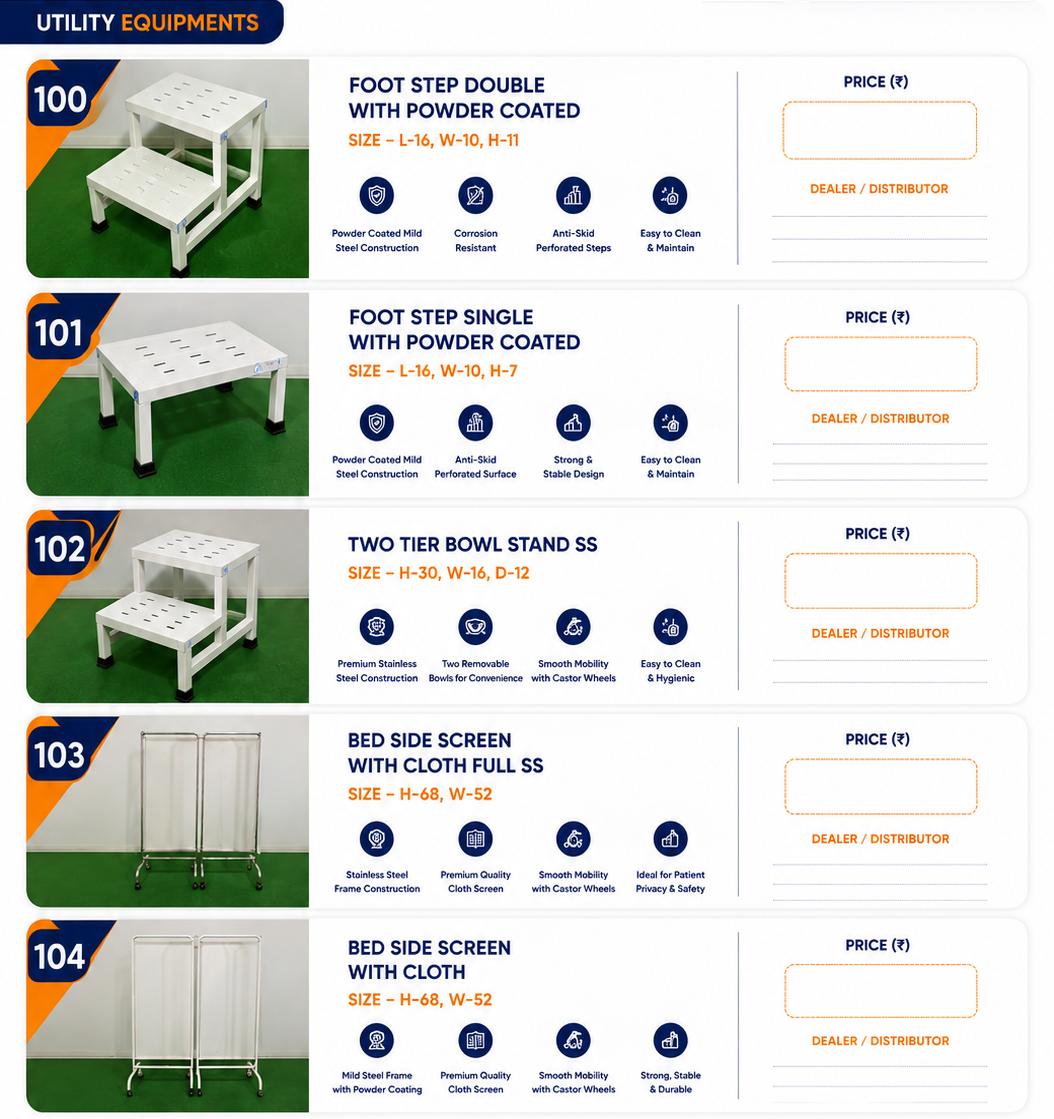 UTILITY EQUIPMENTS
100
FOOT STEP DOUBLE
WITH POWDER COATED
SIZE – L-16, W-10, H-11
Powder Coated Mild
Steel Construction
Corrosion
Resistant
Anti-Skid
Perforated Steps
Easy to Clean
& Maintain
PRICE (₹)
DEALER / DISTRIBUTOR
101
FOOT STEP SINGLE
WITH POWDER COATED
SIZE – L-16, W-10, H-7
Powder Coated Mild
Steel Construction
Anti-Skid
Perforated Surface
Strong &
Stable Design
Easy to Clean
& Maintain
PRICE (₹)
DEALER / DISTRIBUTOR
102
TWO TIER BOWL STAND SS
SIZE – H-30, W-16, D-12
Premium Stainless
Steel Construction
Two Removable
Bowls for Convenience
Smooth Mobility
with Castor Wheels
Easy to Clean
& Hygienic
PRICE (₹)
DEALER / DISTRIBUTOR
103
BED SIDE SCREEN
WITH CLOTH FULL SS
SIZE – H-68, W-52
Stainless Steel
Frame Construction
Premium Quality
Cloth Screen
Smooth Mobility
with Castor Wheels
Ideal for Patient
Privacy & Safety
PRICE (₹)
DEALER / DISTRIBUTOR
104
BED SIDE SCREEN
WITH CLOTH
SIZE – H-68, W-52
Mild Steel Frame
with Powder Coating
Premium Quality
Cloth Screen
Smooth Mobility
with Castor Wheels
Strong, Stable
& Durable
PRICE (₹)
DEALER / DISTRIBUTOR